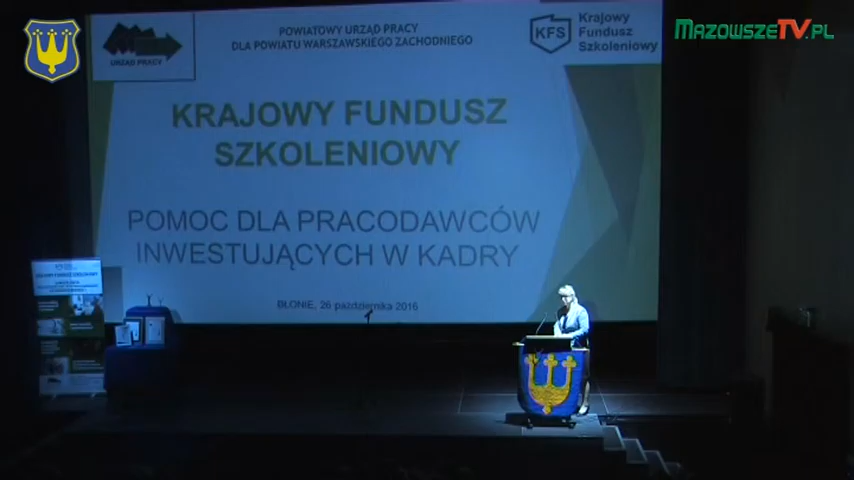 MAZOWSZETV.PL
URZĄD PRACY
POWIATOWY URZĄD PRACY
DLA POWIATU WARSZAWSKIEGO ZACHODNIEGO
KFS
Krajowy
Fundusz
Szkoleniowy
KRAJOWY FUNDUSZ
SZKOLENIOWY
POMOC DLA PRACODAWCÓW
INWESTUJĄCYCH W KADRY
BŁONIE, 26 października 2016